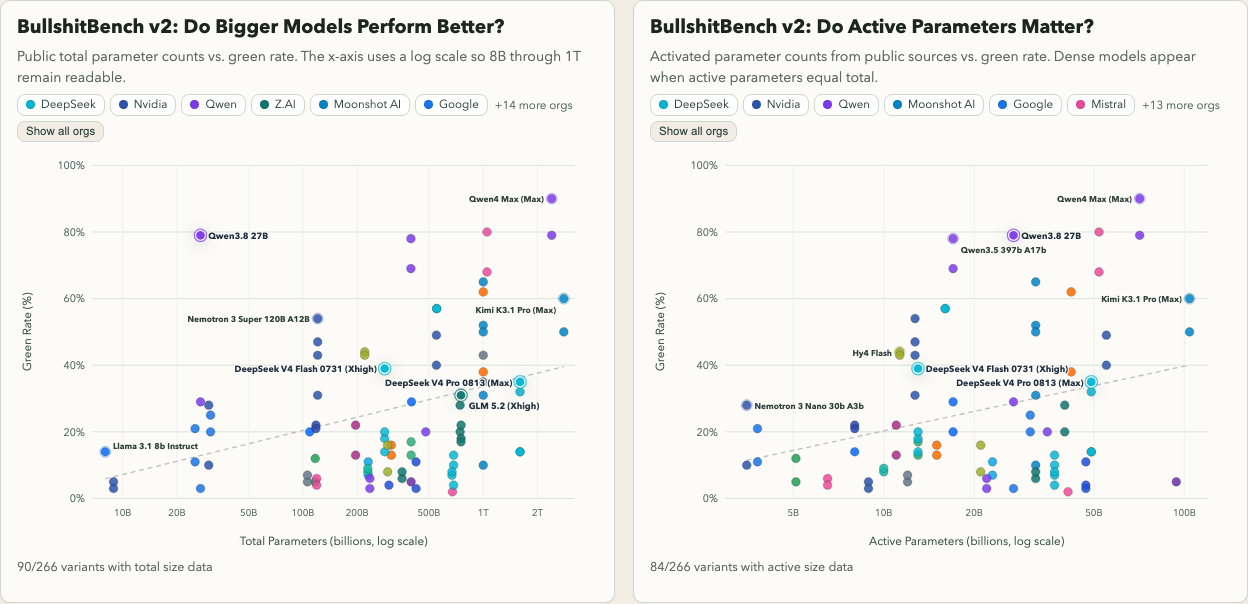 BullshitBench v2: Do Bigger Models Perform Better?
Public total parameter counts vs. green rate. The x-axis uses a log scale so 8B through 1T
remain readable.
DeepSeek Nvidia Qwen Z.AI Moonshot AI Google +14 more orgs
Show all orgs
100%
Qwen4 Max (Max)
80%
Qwen3.8 27B
60%
Kimi K3.1 Pro (Max)
Nemotron 3 Super 120B A12B
40%
DeepSeek V4 Flash 0731 (Xhigh)
DeepSeek V4 Pro 0813 (Max)
GLM 5.2 (Xhigh)
20%
Llama 3.1 8b Instruct
0%
Green Rate (%)
10B 20B 50B 100B 200B 500B 1T 2T
Total Parameters (billions, log scale)
90/266 variants with total size data
BullshitBench v2: Do Active Parameters Matter?
Activated parameter counts from public sources vs. green rate. Dense models appear
when active parameters equal total.
DeepSeek Nvidia Qwen Moonshot AI Google Mistral +13 more orgs
Show all orgs
100%
Qwen4 Max (Max)
80%
Qwen3.8 27B
Qwen3.5 397b A17b
60%
Kimi K3.1 Pro (Max)
Hy4 Flash
40%
DeepSeek V4 Flash 0731 (Xhigh)
DeepSeek V4 Pro 0813 (Max)
Nemotron 3 Nano 30b A3b
20%
0%
Green Rate (%)
5B 10B 20B 50B 100B
Active Parameters (billions, log scale)
84/266 variants with active size data